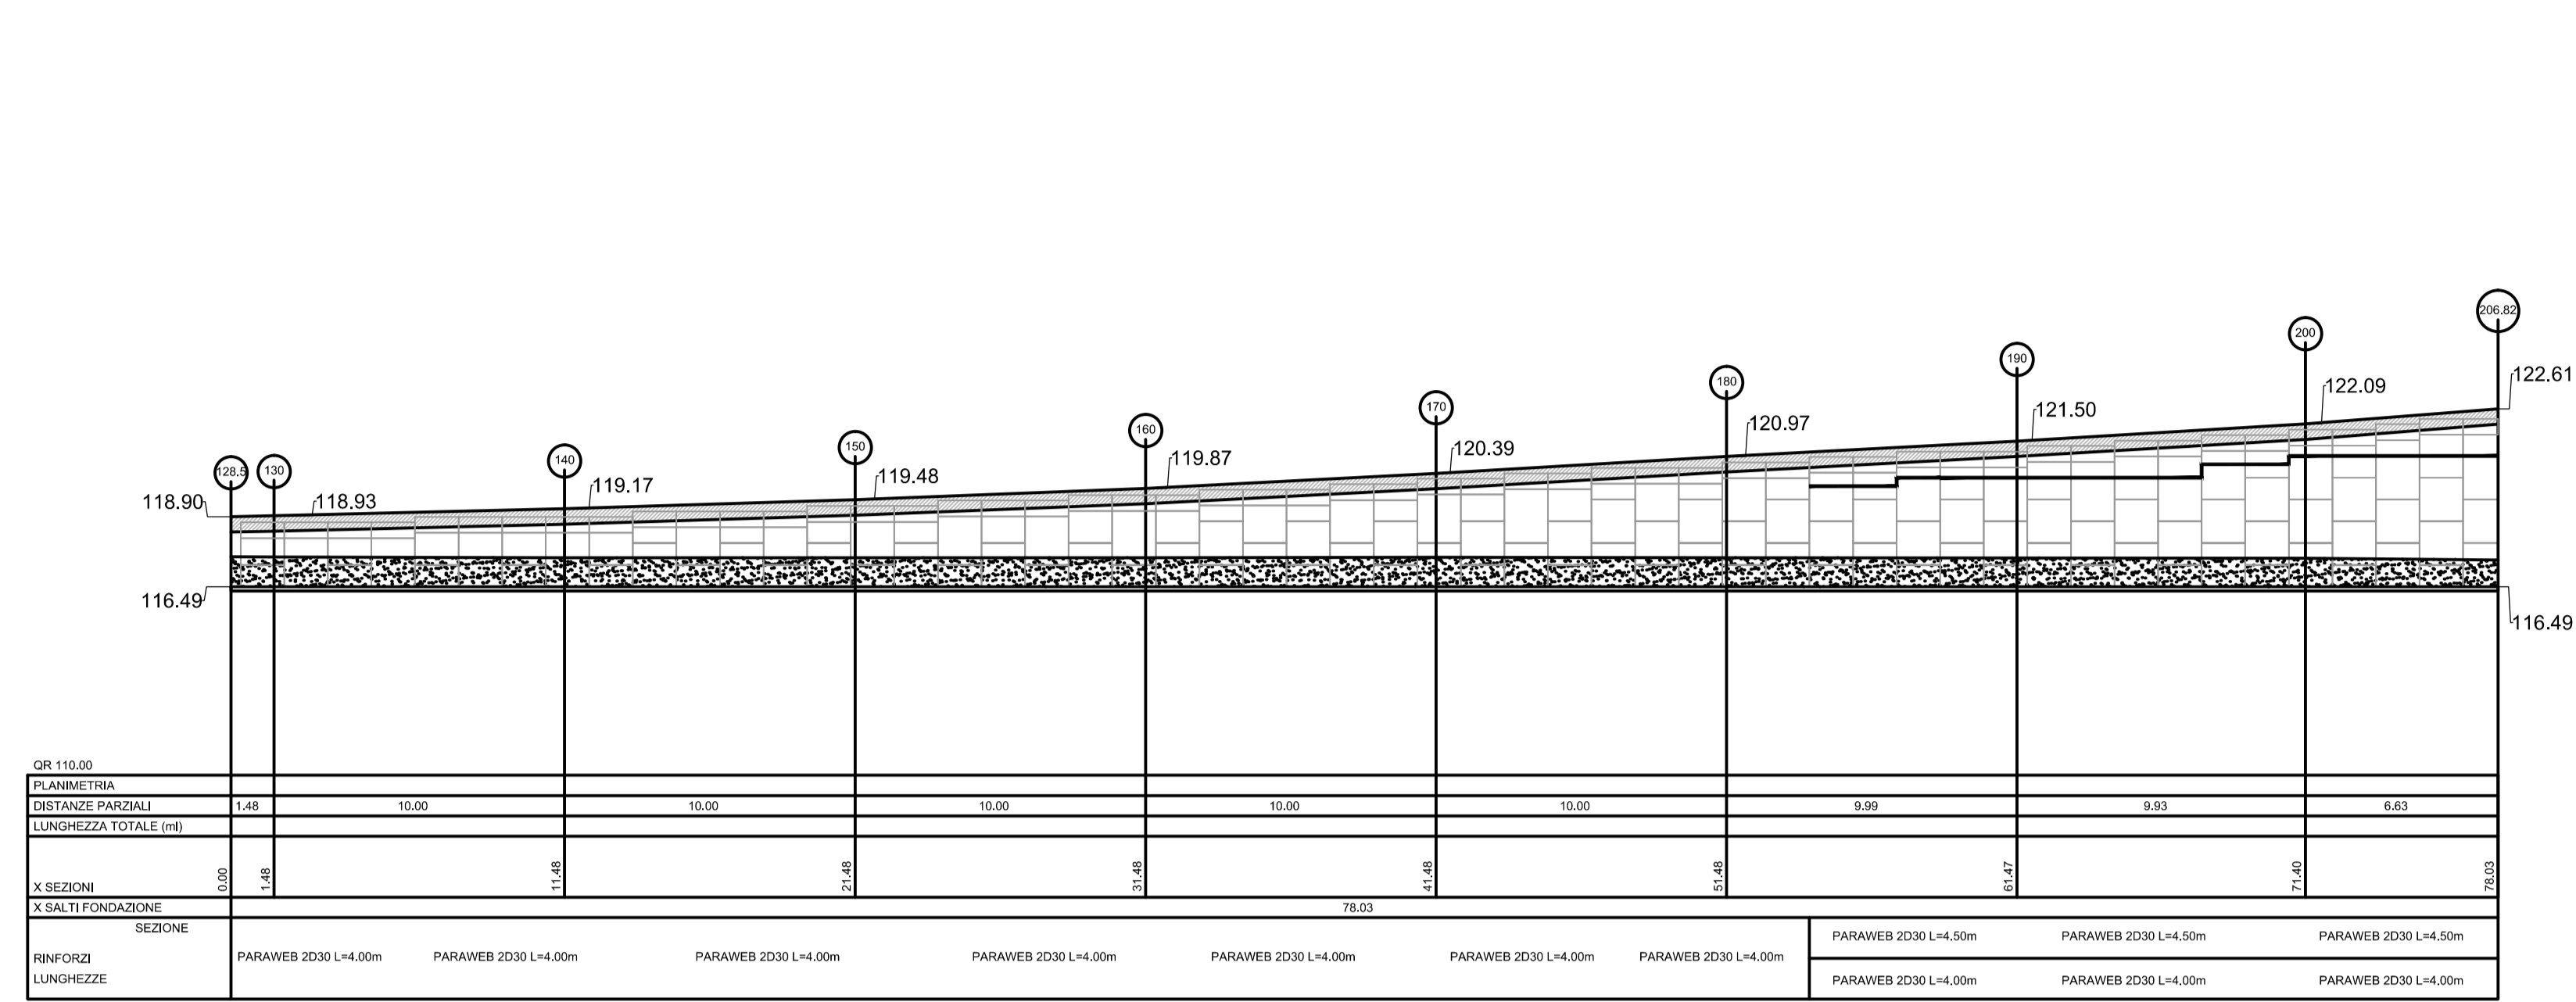 206.82
200
190
122.61
180
122.09
170
121.50
160
120.97
150
120.39
140
119.87
128.5
130
119.48
119.17
118.90
118.93
116.49
116.49
QR 110.00
PLANIMETRIA
DISTANZE PARZIALI 1.48 10.00 10.00 10.00 10.00 10.00 9.99 9.93 6.63
LUNGHEZZA TOTALE (ml)
X SEZIONI 0.00 1.48 11.48 21.48 31.48 41.48 51.48 61.47 71.40 78.03
X SALTI FONDAZIONE 78.03
SEZIONE
PARAWEB 2D30 L=4.50m PARAWEB 2D30 L=4.50m PARAWEB 2D30 L=4.50m
RINFORZI PARAWEB 2D30 L=4.00m PARAWEB 2D30 L=4.00m PARAWEB 2D30 L=4.00m PARAWEB 2D30 L=4.00m PARAWEB 2D30 L=4.00m PARAWEB 2D30 L=4.00m PARAWEB 2D30 L=4.00m
LUNGHEZZE PARAWEB 2D30 L=4.00m PARAWEB 2D30 L=4.00m PARAWEB 2D30 L=4.00m